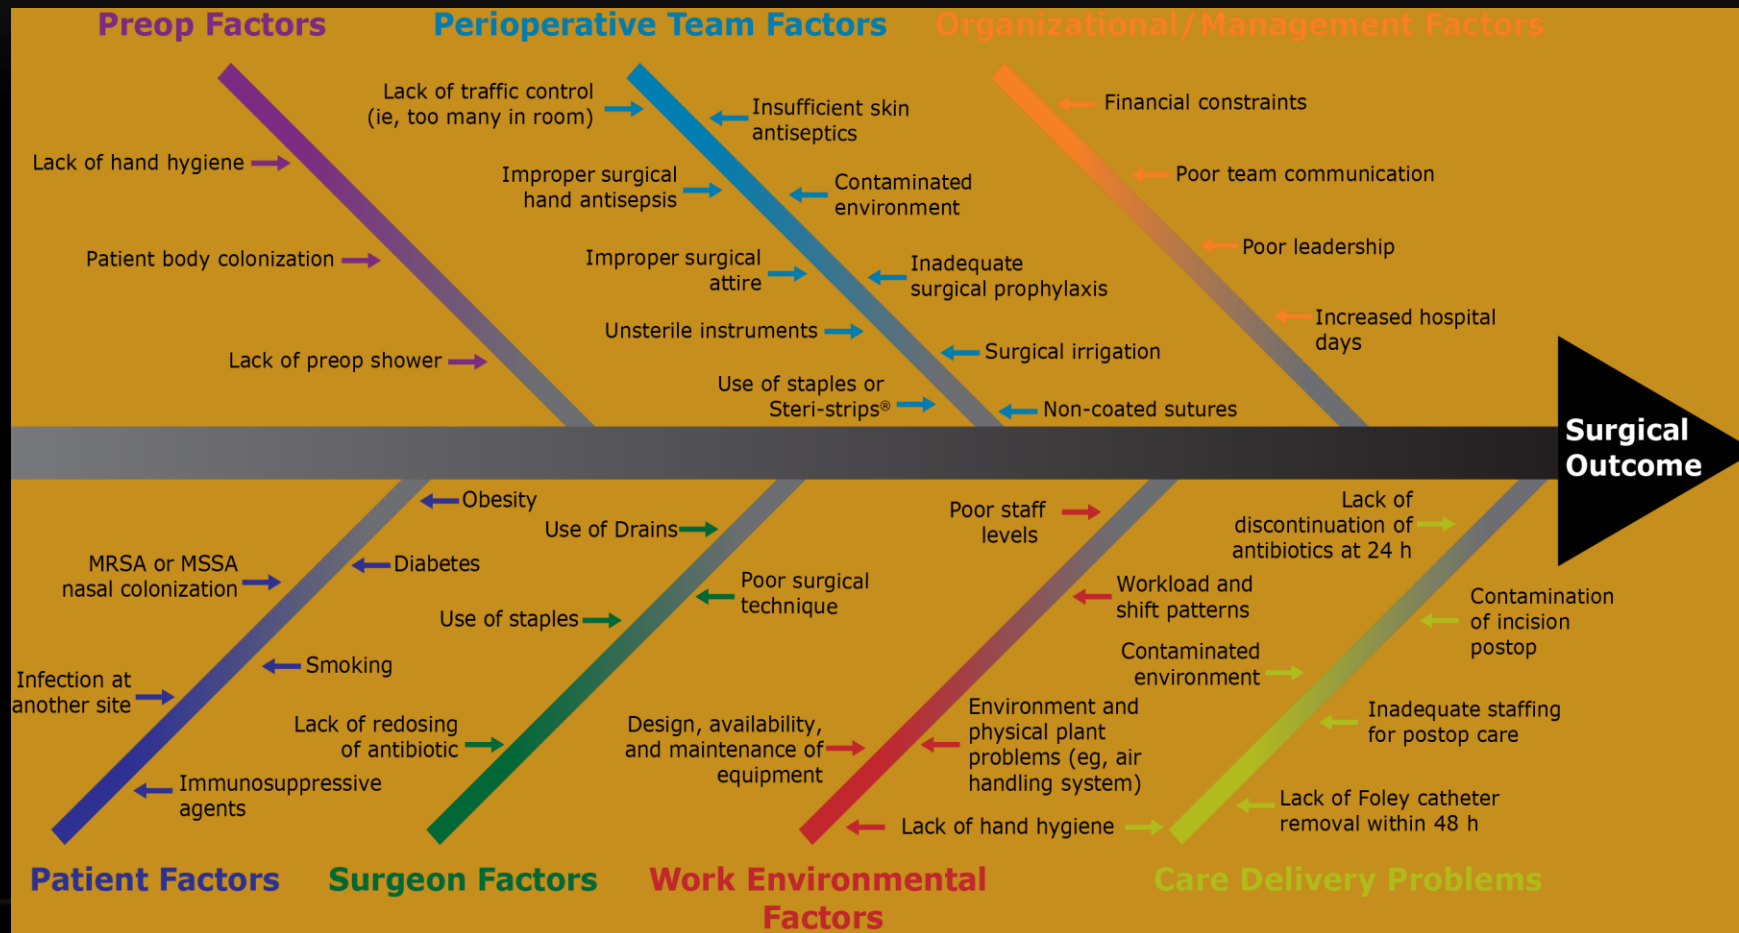 Preop Factors
Perioperative Team Factors
Organizational/Management Factors
Lack of hand hygiene
Patient body colonization
Lack of preop shower
Lack of traffic control
(ie, too many in room)
Improper surgical
hand antisepsis
Improper surgical
attire
Unsterile instruments
Use of staples or
Steri-strips®
Insufficient skin
antiseptics
Contaminated
environment
Inadequate
surgical prophylaxis
Surgical irrigation
Non-coated sutures
Financial constraints
Poor team communication
Poor leadership
Increased hospital
days
Surgical
Outcome
MRSA or MSSA
nasal colonization
Infection at
another site
Obesity
Diabetes
Smoking
Immunosuppressive
agents
Use of Drains
Use of staples
Lack of redosing
of antibiotic
Poor surgical
technique
Poor staff
levels
Design, availability,
and maintenance of
equipment
Workload and
shift patterns
Environment and
physical plant
problems (eg, air
handling system)
Lack of hand hygiene
Lack of
discontinuation of
antibiotics at 24 h
Contaminated
environment
Contamination
of incision
postop
Inadequate staffing
for postop care
Lack of Foley catheter
removal within 48 h
Patient Factors
Surgeon Factors
Work Environmental
Factors
Care Delivery Problems